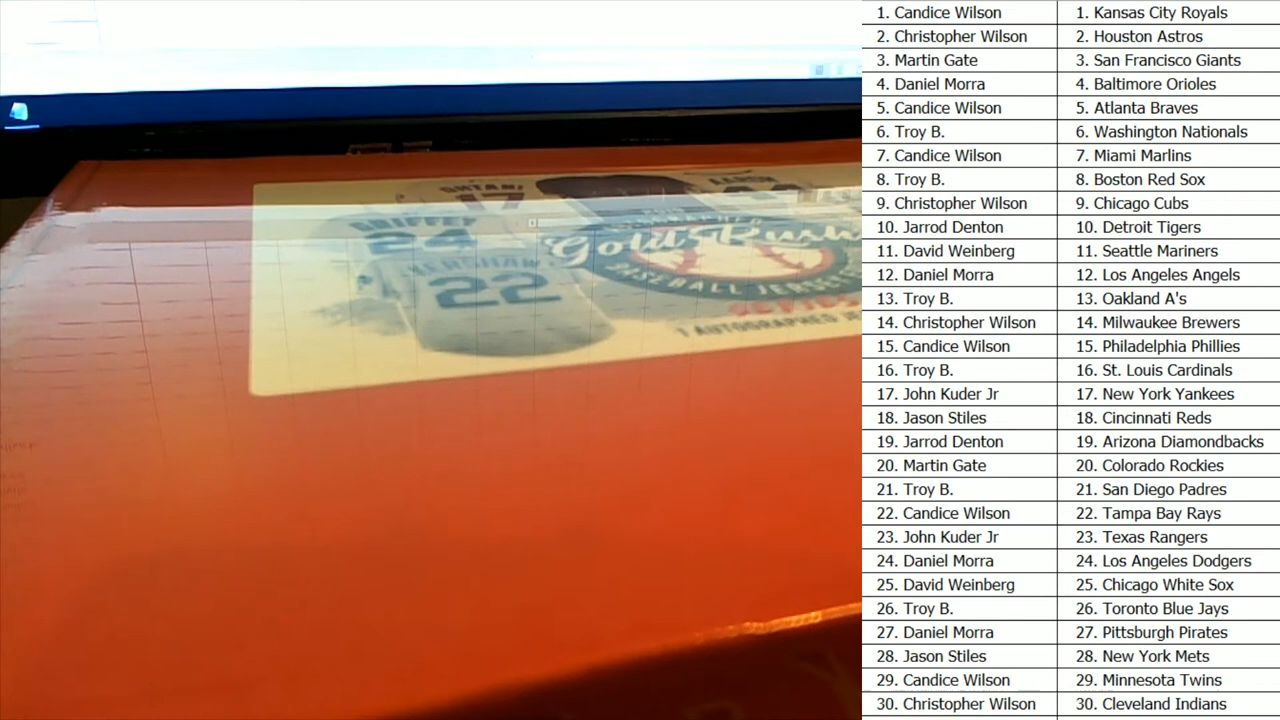 OHTANI
17
GRIFFEY
24
KERSHAW
22
Gold Rush
BASEBALL JERSEY
SERIES
1 AUTOGRAPHED
1. Candice Wilson 1. Kansas City Royals
2. Christopher Wilson 2. Houston Astros
3. Martin Gate 3. San Francisco Giants
4. Daniel Morra 4. Baltimore Orioles
5. Candice Wilson 5. Atlanta Braves
6. Troy B. 6. Washington Nationals
7. Candice Wilson 7. Miami Marlins
8. Troy B. 8. Boston Red Sox
9. Christopher Wilson 9. Chicago Cubs
10. Jarrod Denton 10. Detroit Tigers
11. David Weinberg 11. Seattle Mariners
12. Daniel Morra 12. Los Angeles Angels
13. Troy B. 13. Oakland A's
14. Christopher Wilson 14. Milwaukee Brewers
15. Candice Wilson 15. Philadelphia Phillies
16. Troy B. 16. St. Louis Cardinals
17. John Kuder Jr 17. New York Yankees
18. Jason Stiles 18. Cincinnati Reds
19. Jarrod Denton 19. Arizona Diamondbacks
20. Martin Gate 20. Colorado Rockies
21. Troy B. 21. San Diego Padres
22. Candice Wilson 22. Tampa Bay Rays
23. John Kuder Jr 23. Texas Rangers
24. Daniel Morra 24. Los Angeles Dodgers
25. David Weinberg 25. Chicago White Sox
26. Troy B. 26. Toronto Blue Jays
27. Daniel Morra 27. Pittsburgh Pirates
28. Jason Stiles 28. New York Mets
29. Candice Wilson 29. Minnesota Twins
30. Christopher Wilson 30. Cleveland Indians